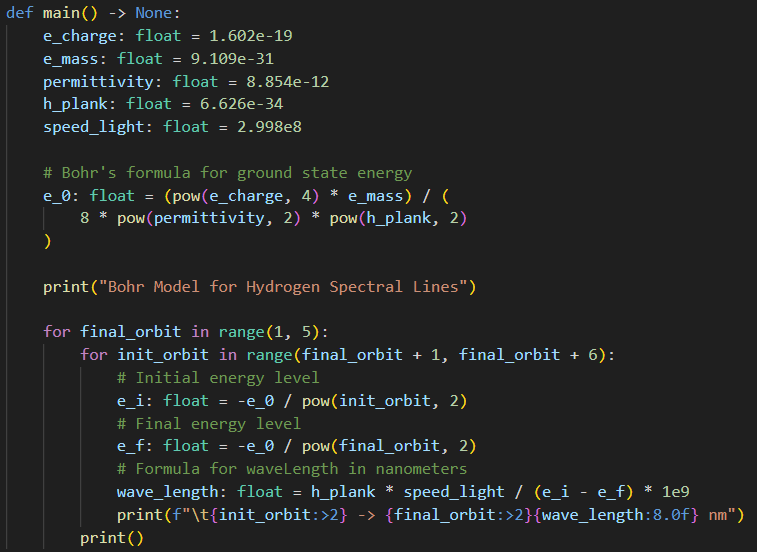 def main() -> None:
    e_charge: float = 1.602e-19
    e_mass: float = 9.109e-31
    permittivity: float = 8.854e-12
    h_plank: float = 6.626e-34
    speed_light: float = 2.998e8

    # Bohr's formula for ground state energy
    e_0: float = (pow(e_charge, 4) * e_mass) / (
        8 * pow(permittivity, 2) * pow(h_plank, 2)
    )

    print("Bohr Model for Hydrogen Spectral Lines")

    for final_orbit in range(1, 5):
        for init_orbit in range(final_orbit + 1, final_orbit + 6):
            # Initial energy level
            e_i: float = -e_0 / pow(init_orbit, 2)
            # Final energy level
            e_f: float = -e_0 / pow(final_orbit, 2)
            # Formula for waveLength in nanometers
            wave_length: float = h_plank * speed_light / (e_i - e_f) * 1e9
            print(f"\t{init_orbit:>2} -> {final_orbit:>2}{wave_length:8.0f} nm")
        print()